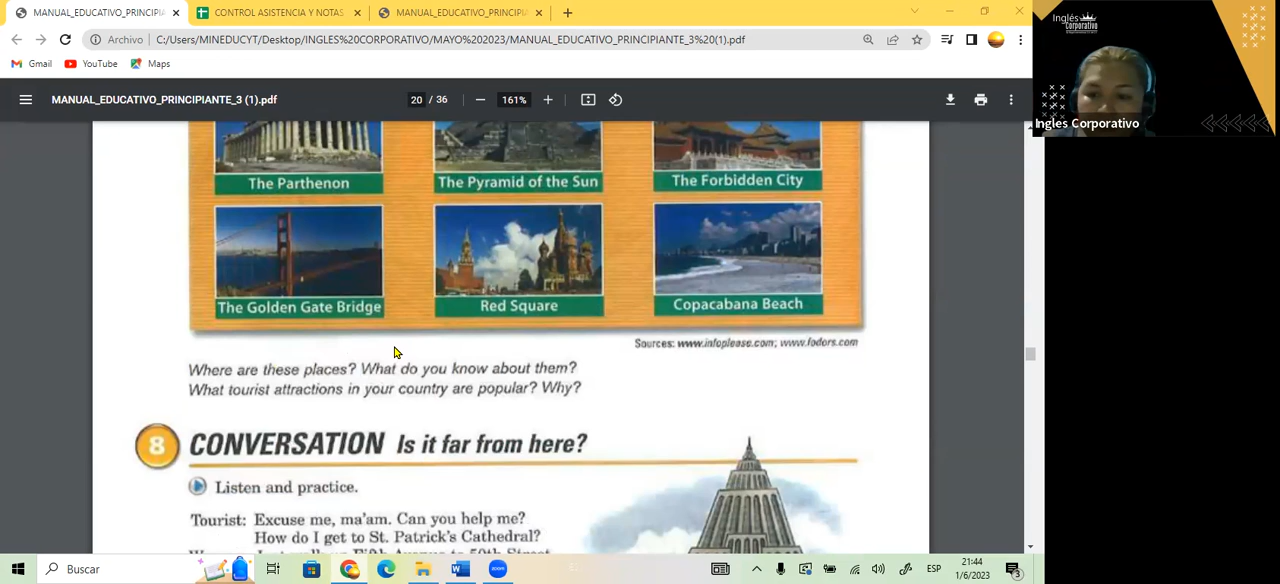 MANUAL_EDUCATIVO_PRINCIPIA
CONTROL ASISTENCIA Y NOTAS
MANUAL_EDUCATIVO_PRINCIPIA
Archivo
C:/Users/MINEDUCYT/Desktop/INGLES%20CORPORATIVO/MAYO%202023/MANUAL_EDUCATIVO_PRINCIPIANTE_3%20(1).pdf
Gmail
YouTube
Maps
MANUAL_EDUCATIVO_PRINCIPIANTE_3 (1).pdf
20 / 36
161%
Inglés
Corporativo
Ingles Corporativo
The Parthenon
The Pyramid of the Sun
The Forbidden City
The Golden Gate Bridge
Red Square
Copacabana Beach
Sources: www.infoplease.com; www.fodors.com
Where are these places? What do you know about them?
What tourist attractions in your country are popular? Why?
8 CONVERSATION Is it far from here?
Listen and practice.
Tourist: Excuse me, ma'am. Can you help me?
How do I get to St. Patrick's Cathedral?
Buscar
zoom
ESP
21:44
1/6/2023
3